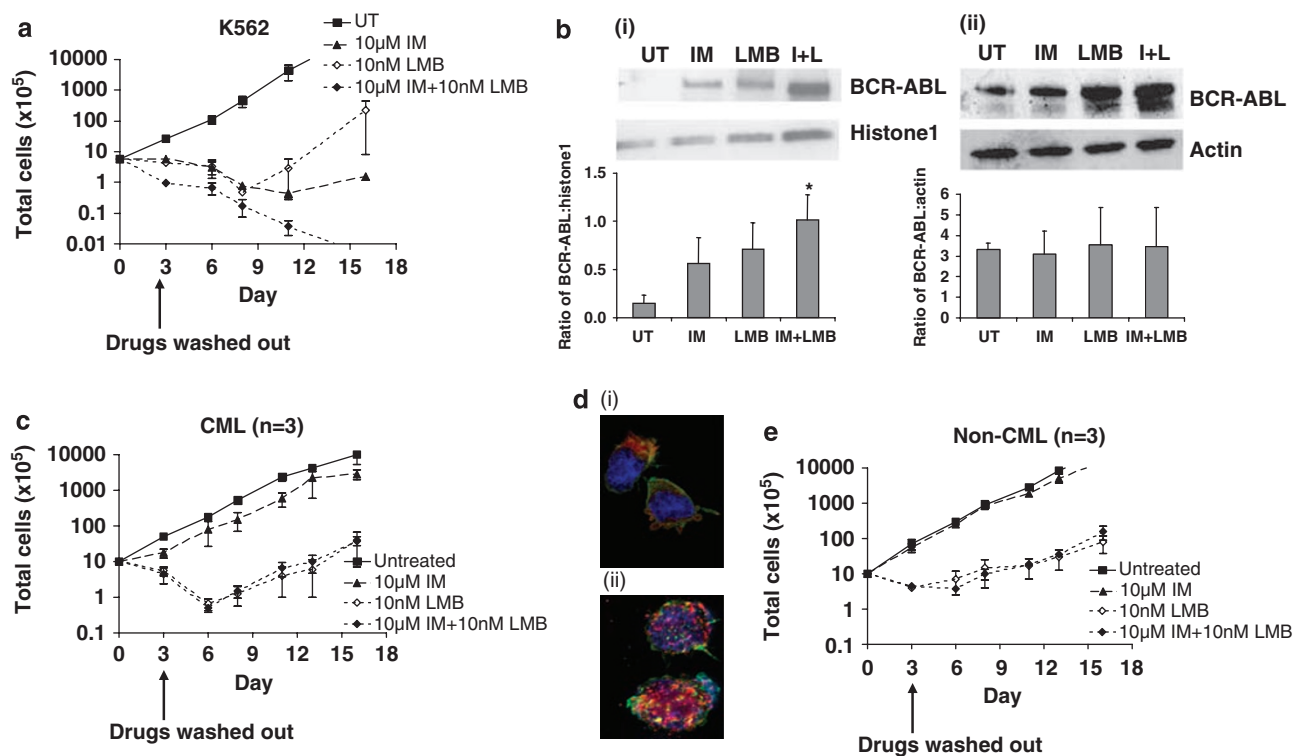 a
K562
UT
10µM IM
10nM LMB
10µM IM+10nM LMB
Total cells (x10⁵)
10000
1000
100
10
1
0.1
0.01
0 3 6 9 12 15 18
Day
Drugs washed out
b
(i)
UT IM LMB I+L
BCR-ABL
Histone1
Ratio of BCR-ABL:histone1
1.5
1.0
0.5
0.0
*
UT IM LMB IM+LMB
(ii)
UT IM LMB I+L
BCR-ABL
Actin
Ratio of BCR-ABL:actin
6
5
4
3
2
1
0
UT IM LMB IM+LMB
c
CML (n=3)
Total cells (x10⁵)
10000
1000
100
10
1
0.1
Untreated
10µM IM
10nM LMB
10µM IM+10nM LMB
0 3 6 9 12 15 18
Day
Drugs washed out
d
(i)
(ii)
e
Non-CML (n=3)
Total cells (x10⁵)
10000
1000
100
10
1
0.1
Untreated
10µM IM
10nM LMB
10µM IM+10nM LMB
0 3 6 9 12 15 18
Day
Drugs washed out